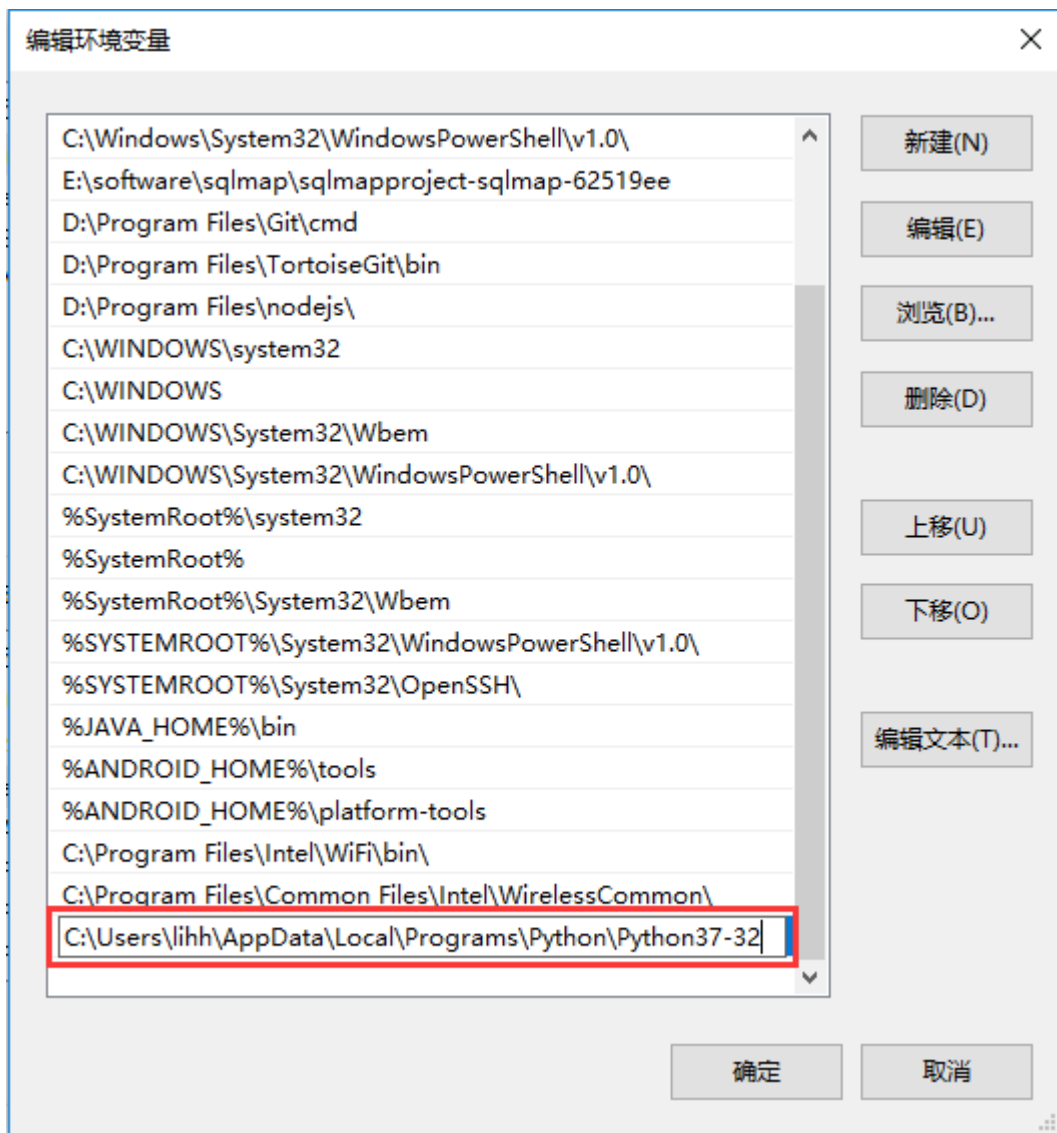 编辑环境变量
C:\Windows\System32\WindowsPowerShell\v1.0\
E:\software\sqlmap\sqlmapproject-sqlmap-62519ee
D:\Program Files\Git\cmd
D:\Program Files\TortoiseGit\bin
D:\Program Files\nodejs\
C:\WINDOWS\system32
C:\WINDOWS
C:\WINDOWS\System32\Wbem
C:\WINDOWS\System32\WindowsPowerShell\v1.0\
%SystemRoot%\system32
%SystemRoot%
%SystemRoot%\System32\Wbem
%SYSTEMROOT%\System32\WindowsPowerShell\v1.0\
%SYSTEMROOT%\System32\OpenSSH\
%JAVA_HOME%\bin
%ANDROID_HOME%\tools
%ANDROID_HOME%\platform-tools
C:\Program Files\Intel\WiFi\bin\
C:\Program Files\Common Files\Intel\WirelessCommon\
C:\Users\lihh\AppData\Local\Programs\Python\Python37-32
新建(N)
编辑(E)
浏览(B)...
删除(D)
上移(U)
下移(O)
编辑文本(T)...
确定
取消